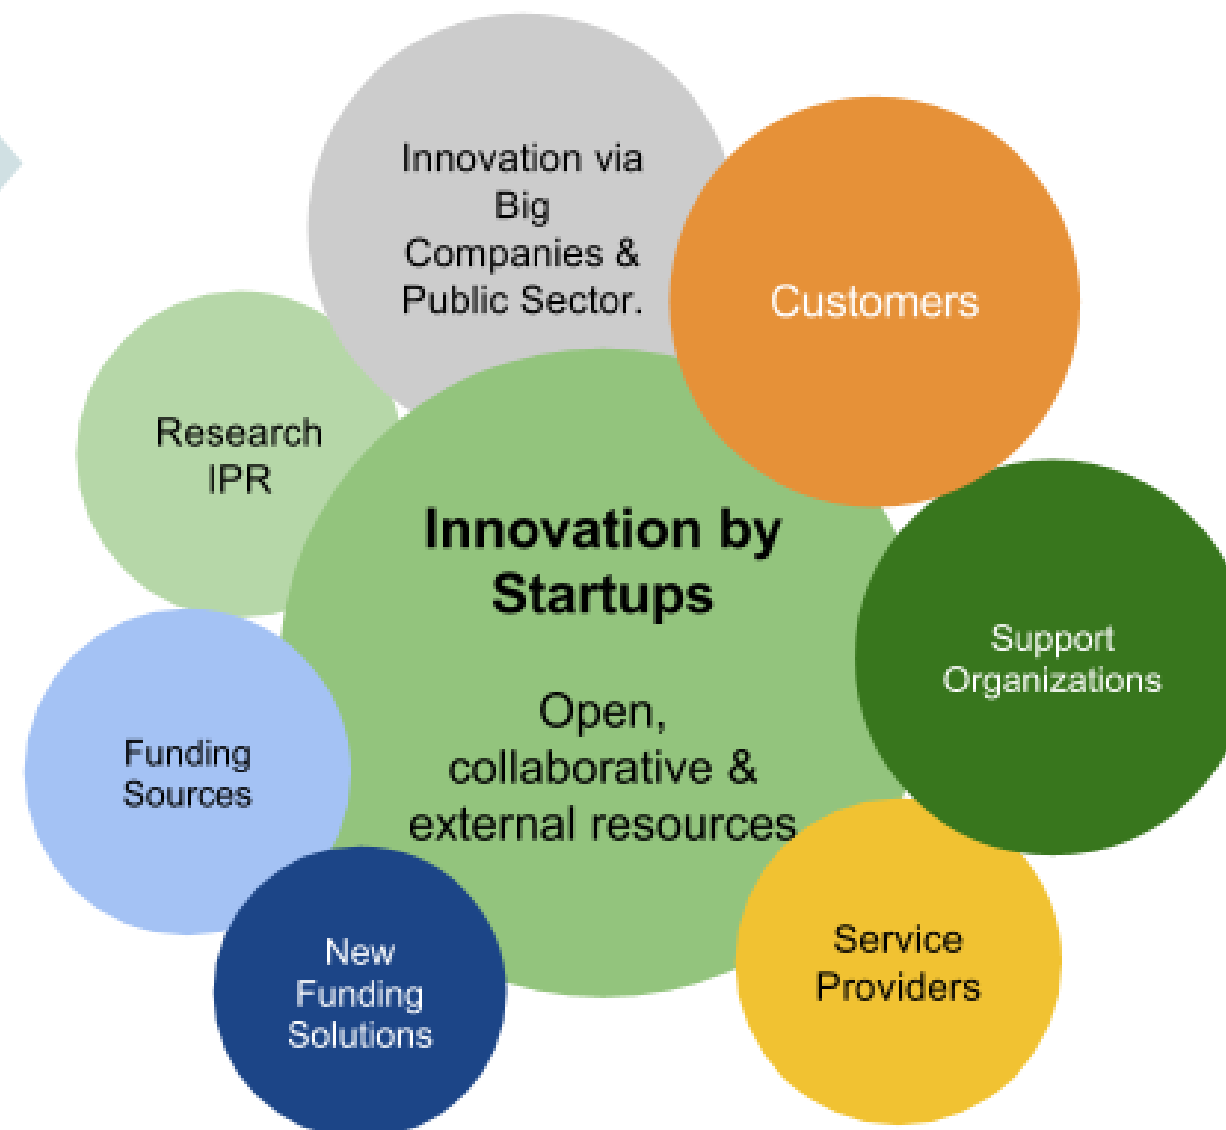 Innovation via
Big
Companies &
Public Sector.
Customers
Research
IPR
Innovation by
Startups
Open,
collaborative &
external resources
Support
Organizations
Funding
Sources
New
Funding
Solutions
Service
Providers